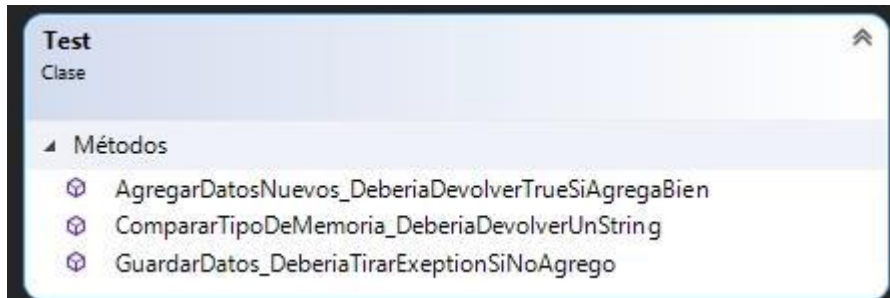 Test
Clase
Métodos
AgregarDatosNuevos_DeberiaDevolverTrueSiAgregaBien
CompararTipoDeMemoria_DeberiaDevolverUnString
GuardarDatos_DeberiaTirarExeptionSiNoAgrego